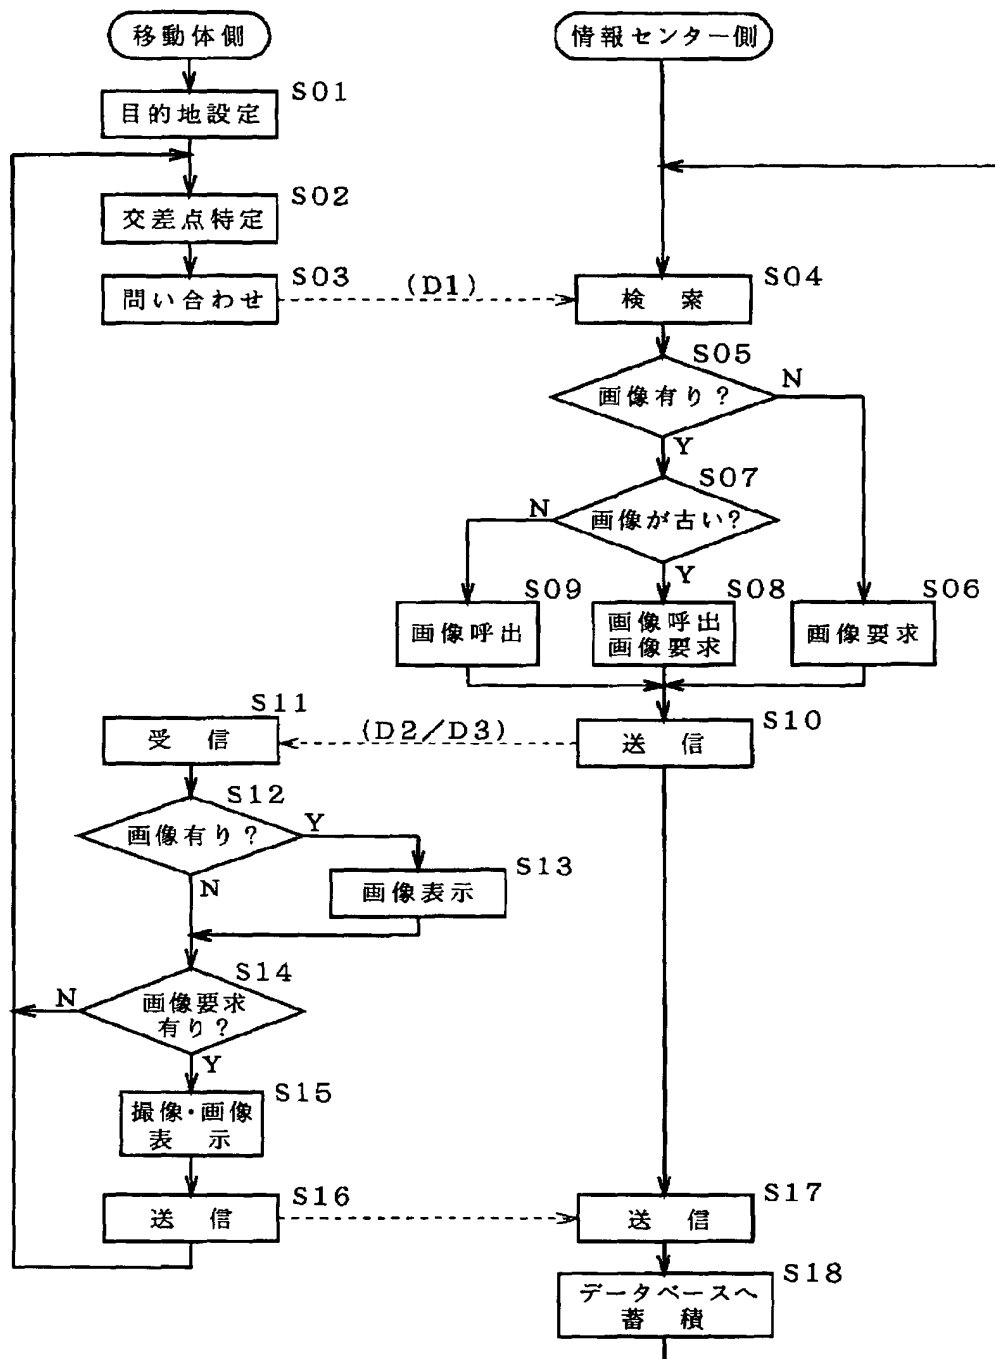 移動体側
情報センター側
S01
目的地設定
S02
交差点特定
S03
問い合わせ
(D1)
S04
検 索
S05
画像有り?
N
Y
S07
画像が古い?
N
Y
S09
画像呼出
S08
画像呼出
画像要求
S06
画像要求
S10
送 信
(D2/D3)
S11
受 信
S12
画像有り?
Y
N
S13
画像表示
S14
画像要求
有り?
N
Y
S15
撮像・画像
表 示
S16
送 信
S17
送 信
S18
データベースへ
蓄 積